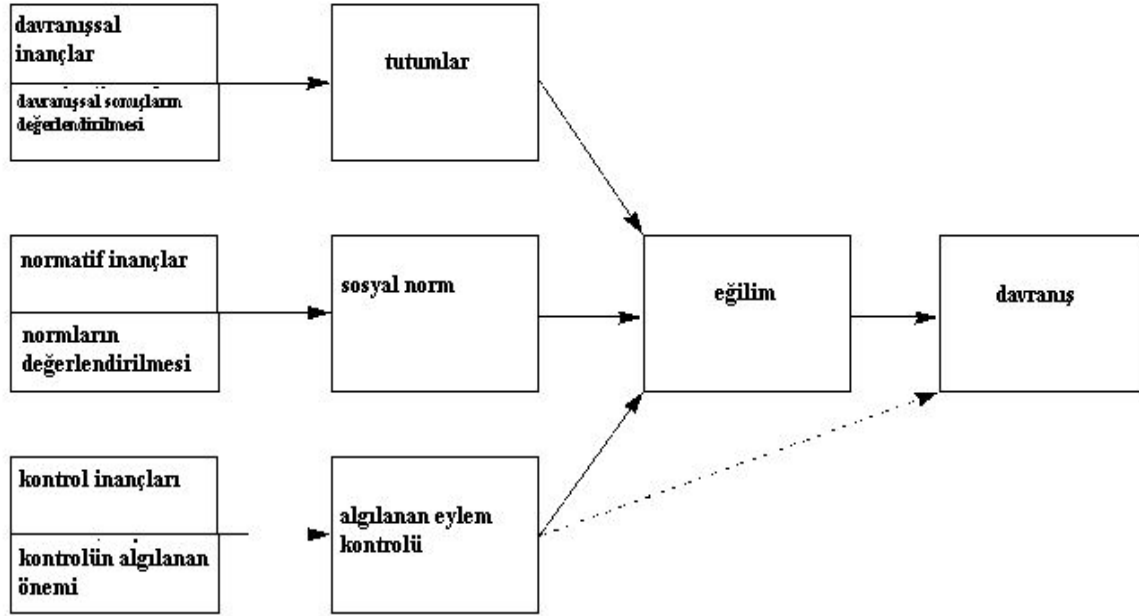 davranışsal
inançlar
davranışsal sonuçların
değerlendirilmesi
tutumlar
normatif inançlar
normların
değerlendirilmesi
sosyal norm
eğilim
davranış
kontrol inançları
kontrolün algılanan
önemi
algılanan eylem
kontrolü